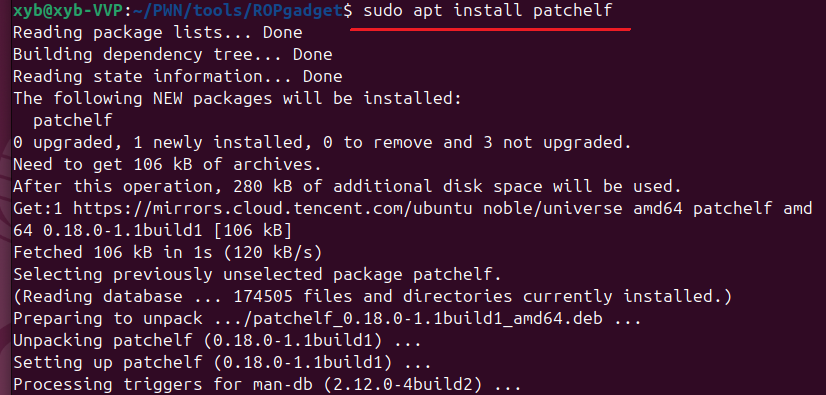 xyb@xyb-VVP:~/PWN/tools/ROPgadget$ sudo apt install patchelf
Reading package lists... Done
Building dependency tree... Done
Reading state information... Done
The following NEW packages will be installed:
  patchelf
0 upgraded, 1 newly installed, 0 to remove and 3 not upgraded.
Need to get 106 kB of archives.
After this operation, 280 kB of additional disk space will be used.
Get:1 https://mirrors.cloud.tencent.com/ubuntu noble/universe amd64 patchelf amd
64 0.18.0-1.1build1 [106 kB]
Fetched 106 kB in 1s (120 kB/s)
Selecting previously unselected package patchelf.
(Reading database ... 174505 files and directories currently installed.)
Preparing to unpack .../patchelf_0.18.0-1.1build1_amd64.deb ...
Unpacking patchelf (0.18.0-1.1build1) ...
Setting up patchelf (0.18.0-1.1build1) ...
Processing triggers for man-db (2.12.0-4build2) ...